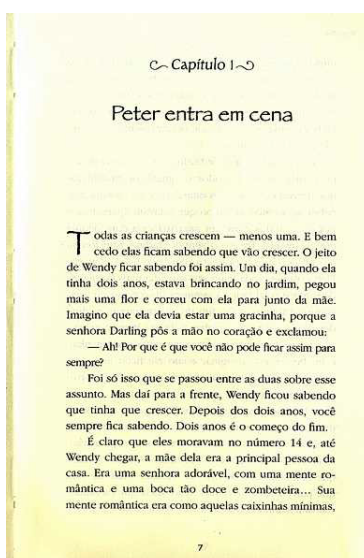 Capítulo 1
Peter entra em cena
Todas as crianças crescem — menos uma. E bem
cedo elas ficam sabendo que vão crescer. O jeito
de Wendy ficar sabendo foi assim. Um dia, quando ela
tinha dois anos, estava brincando no jardim, pegou
mais uma flor e correu com ela para junto da mãe.
Imagino que ela devia estar uma gracinha, porque a
senhora Darling pôs a mão no coração e exclamou:
— Ah! Por que é que você não pode ficar assim para
sempre?
Foi só isso que se passou entre as duas sobre esse
assunto. Mas daí para a frente, Wendy ficou sabendo
que tinha que crescer. Depois dos dois anos, você
sempre fica sabendo. Dois anos é o começo do fim.
É claro que eles moravam no número 14 e, até
Wendy chegar, a mãe dela era a principal pessoa da
casa. Era uma senhora adorável, com uma mente ro-
mântica e uma boca tão doce e zombeteira... Sua
mente romântica era como aquelas caixinhas mínimas,
7